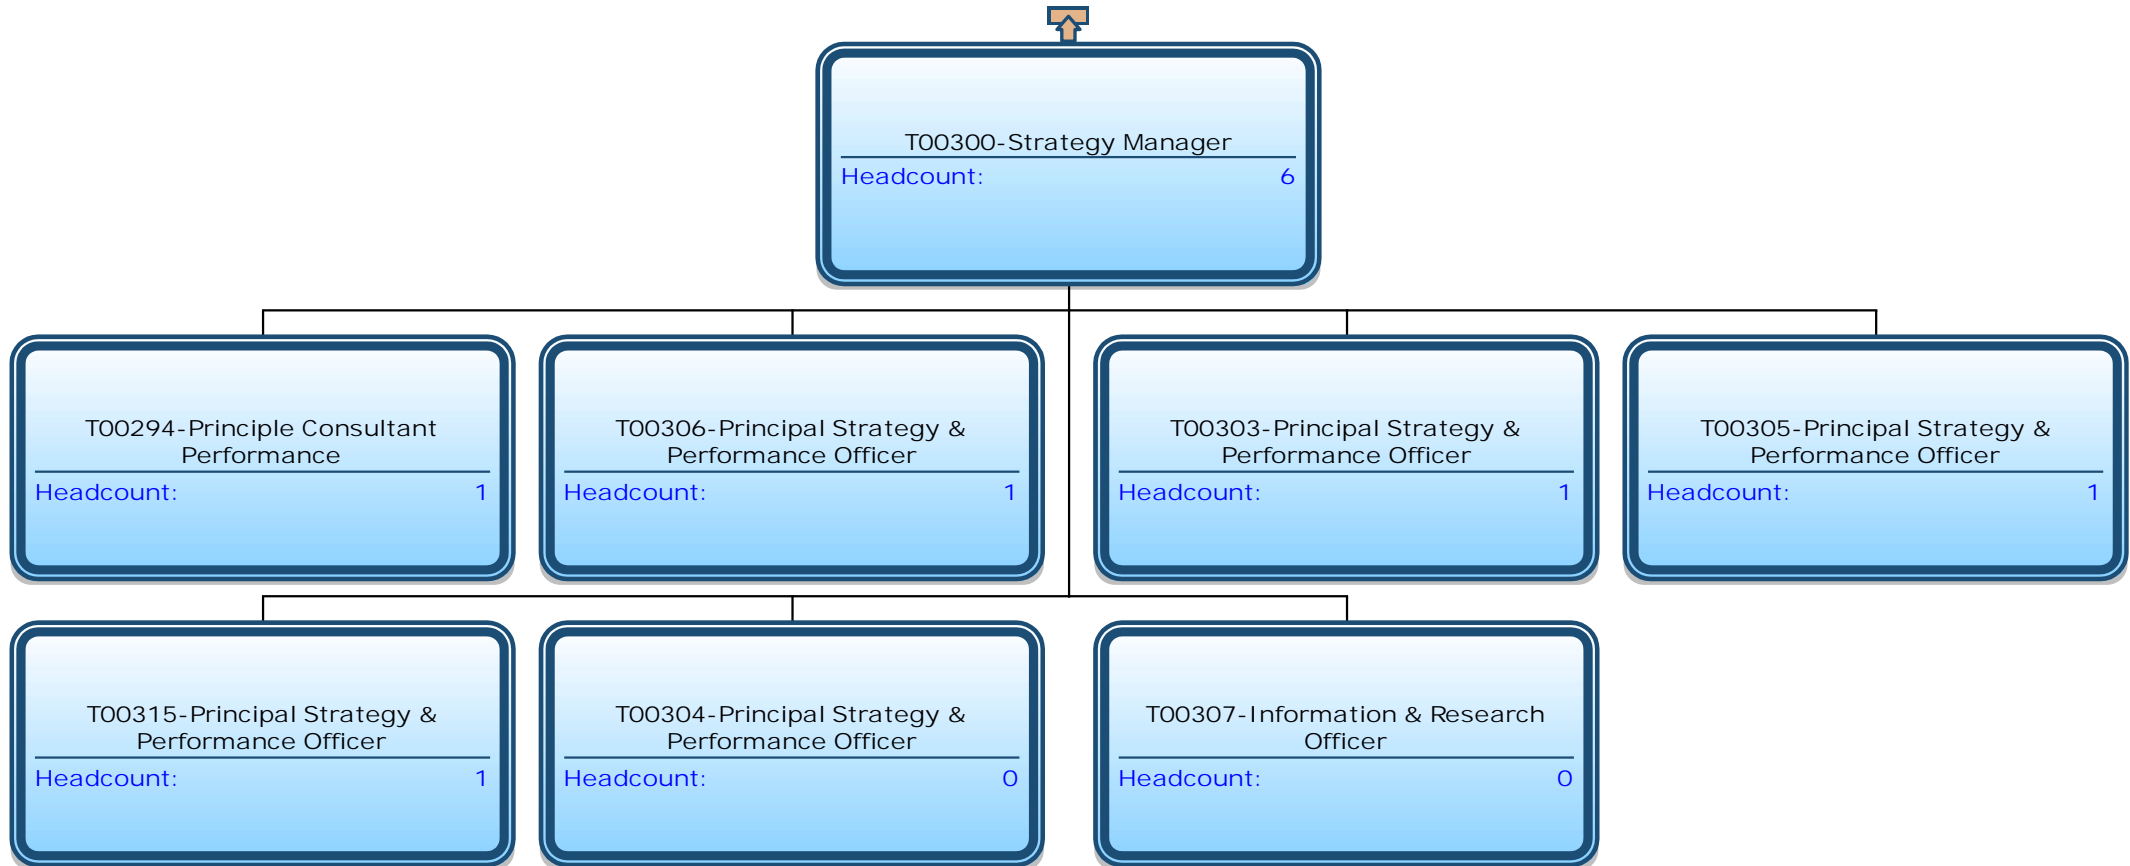 T00300-Strategy Manager
Headcount: 6
T00294-Principle Consultant
Performance
Headcount: 1
T00306-Principal Strategy &
Performance Officer
Headcount: 1
T00303-Principal Strategy &
Performance Officer
Headcount: 1
T00305-Principal Strategy &
Performance Officer
Headcount: 1
T00315-Principal Strategy &
Performance Officer
Headcount: 1
T00304-Principal Strategy &
Performance Officer
Headcount: 0
T00307-Information & Research
Officer
Headcount: 0